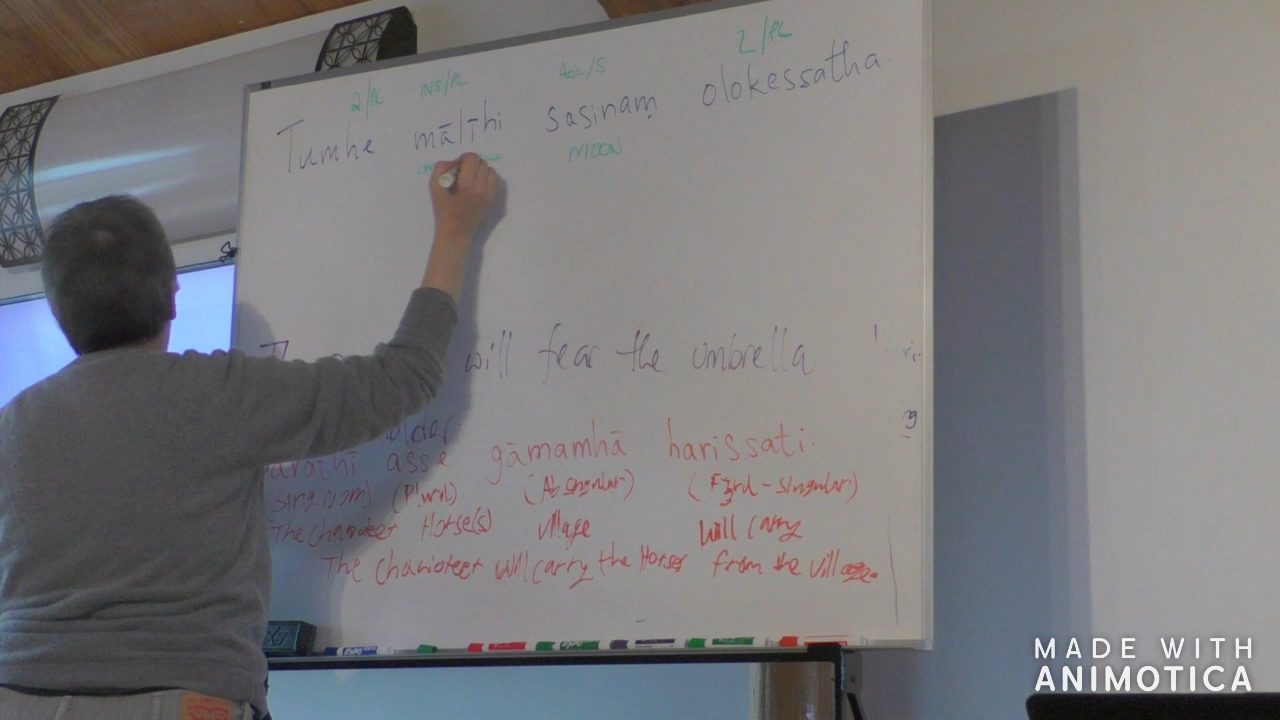 2/PL INS/PL Acc/S 2/PL
Tumhe mālīhi sasinaṃ olokessatha
MOON
will fear the umbrella
asse gāmamhā harissati.
(Plural) (Ab singular) (F3rd - singular)
The charioteer Horse(s) village will carry
The charioteer will carry the Horses from the village.
MADE WITH
ANIMOTICA